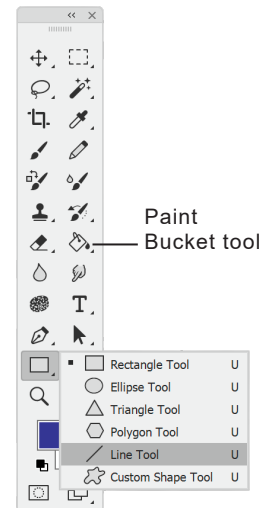 Paint
Bucket tool
T
Rectangle Tool U
Ellipse Tool U
Triangle Tool U
Polygon Tool U
Line Tool U
Custom Shape Tool U